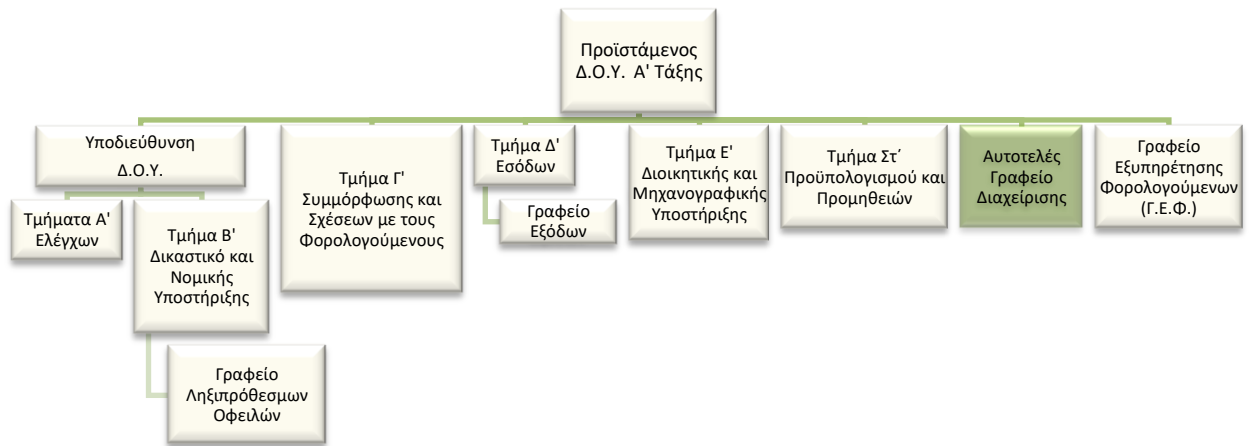 Προϊστάμενος
Δ.Ο.Υ. Α' Τάξης
Υποδιεύθυνση
Δ.Ο.Υ.
Τμήματα Α'
Ελέγχων
Τμήμα Β'
Δικαστικό και
Νομικής
Υποστήριξης
Γραφείο
Ληξιπρόθεσμων
Οφειλών
Τμήμα Γ'
Συμμόρφωσης και
Σχέσεων με τους
Φορολογούμενους
Τμήμα Δ'
Εσόδων
Γραφείο
Εξόδων
Τμήμα Ε'
Διοικητικής και
Μηχανογραφικής
Υποστήριξης
Τμήμα Στ΄
Προϋπολογισμού και
Προμηθειών
Αυτοτελές
Γραφείο
Διαχείρισης
Γραφείο
Εξυπηρέτησης
Φορολογούμενων
(Γ.Ε.Φ.)